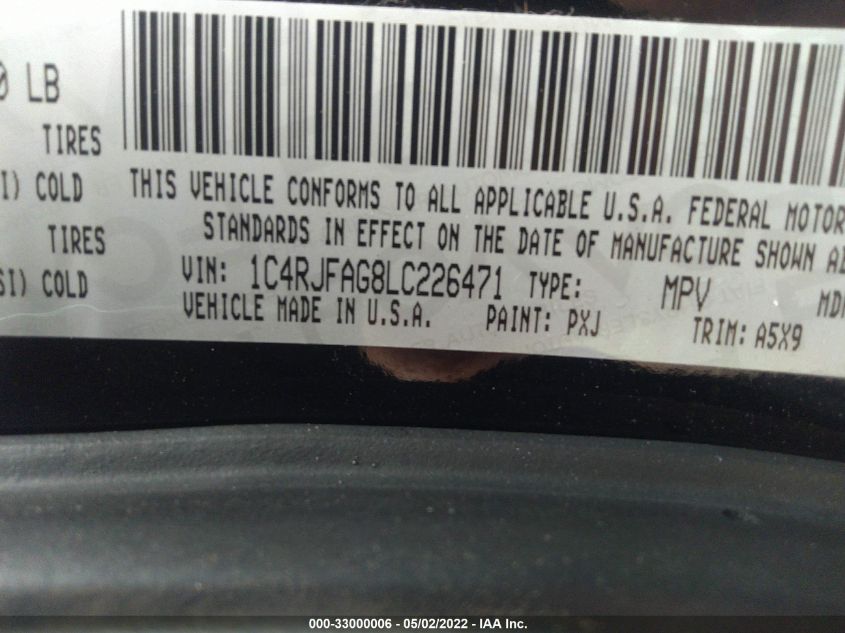 0 LB
TIRES
I) COLD
TIRES
SI) COLD
THIS VEHICLE CONFORMS TO ALL APPLICABLE U.S.A. FEDERAL MOTOR
STANDARDS IN EFFECT ON THE DATE OF MANUFACTURE SHOWN
VIN: 1C4RJFAG8LC226471 TYPE: MPV
VEHICLE MADE IN U.S.A. PAINT: PXJ TRIM: A5X9
000-33000006 - 05/02/2022 - IAA Inc.